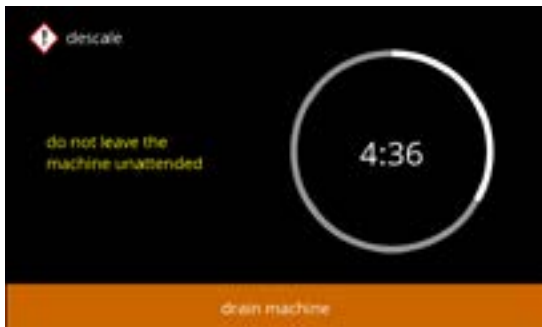 descale
do not leave the
machine unattended
4:36
drain machine